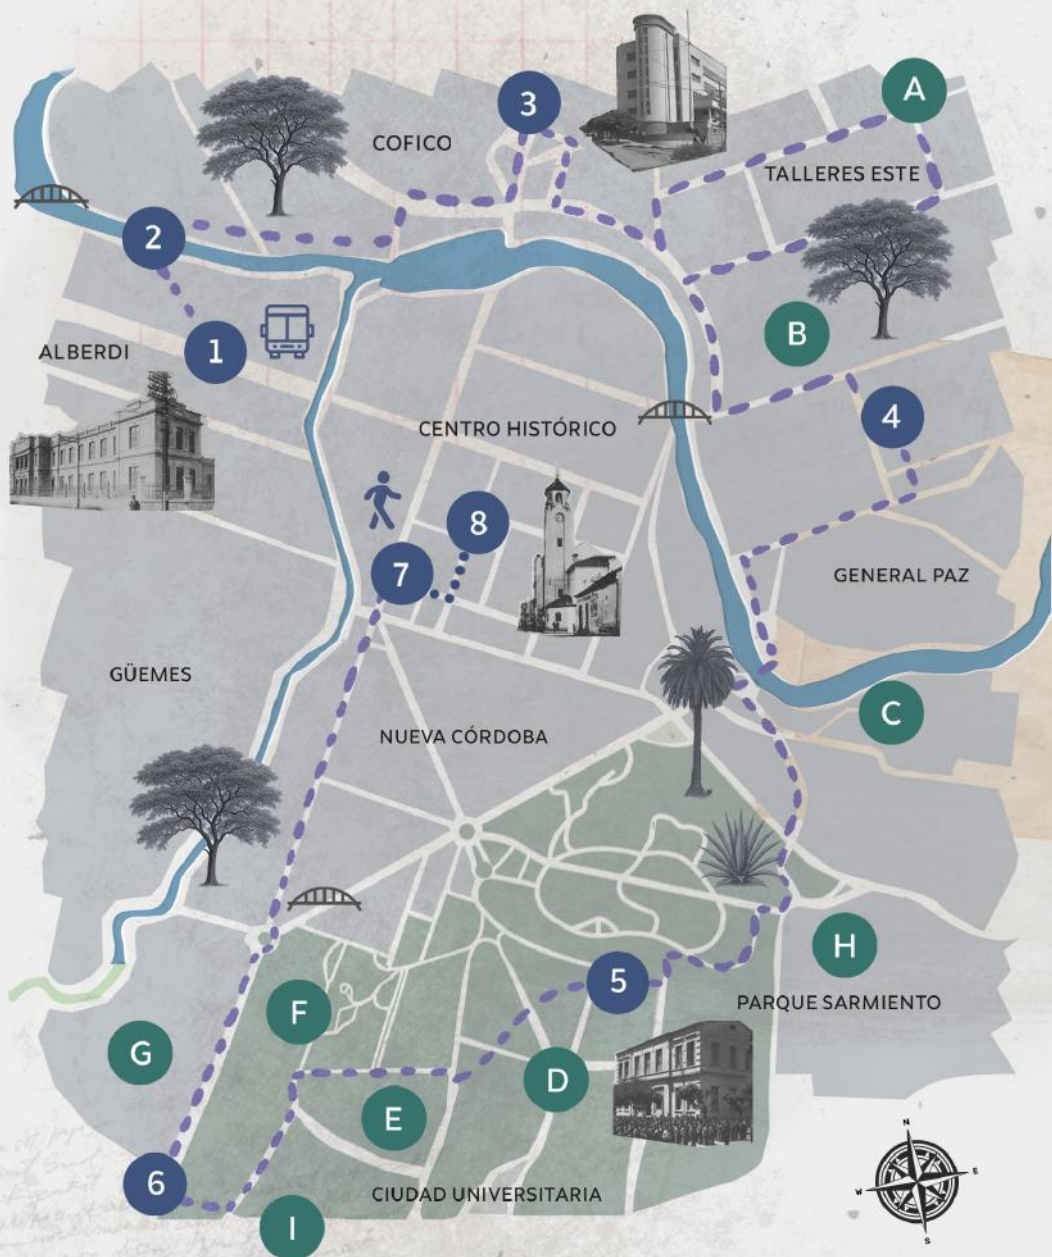 3
A
COFICO
TALLERES ESTE
2
B
1
ALBERDI
4
CENTRO HISTÓRICO
8
7
GENERAL PAZ
GÜEMES
C
NUEVA CÓRDOBA
H
5
PARQUE SARMIENTO
F
G
D
E
6
CIUDAD UNIVERSITARIA
I
N
W
E
S